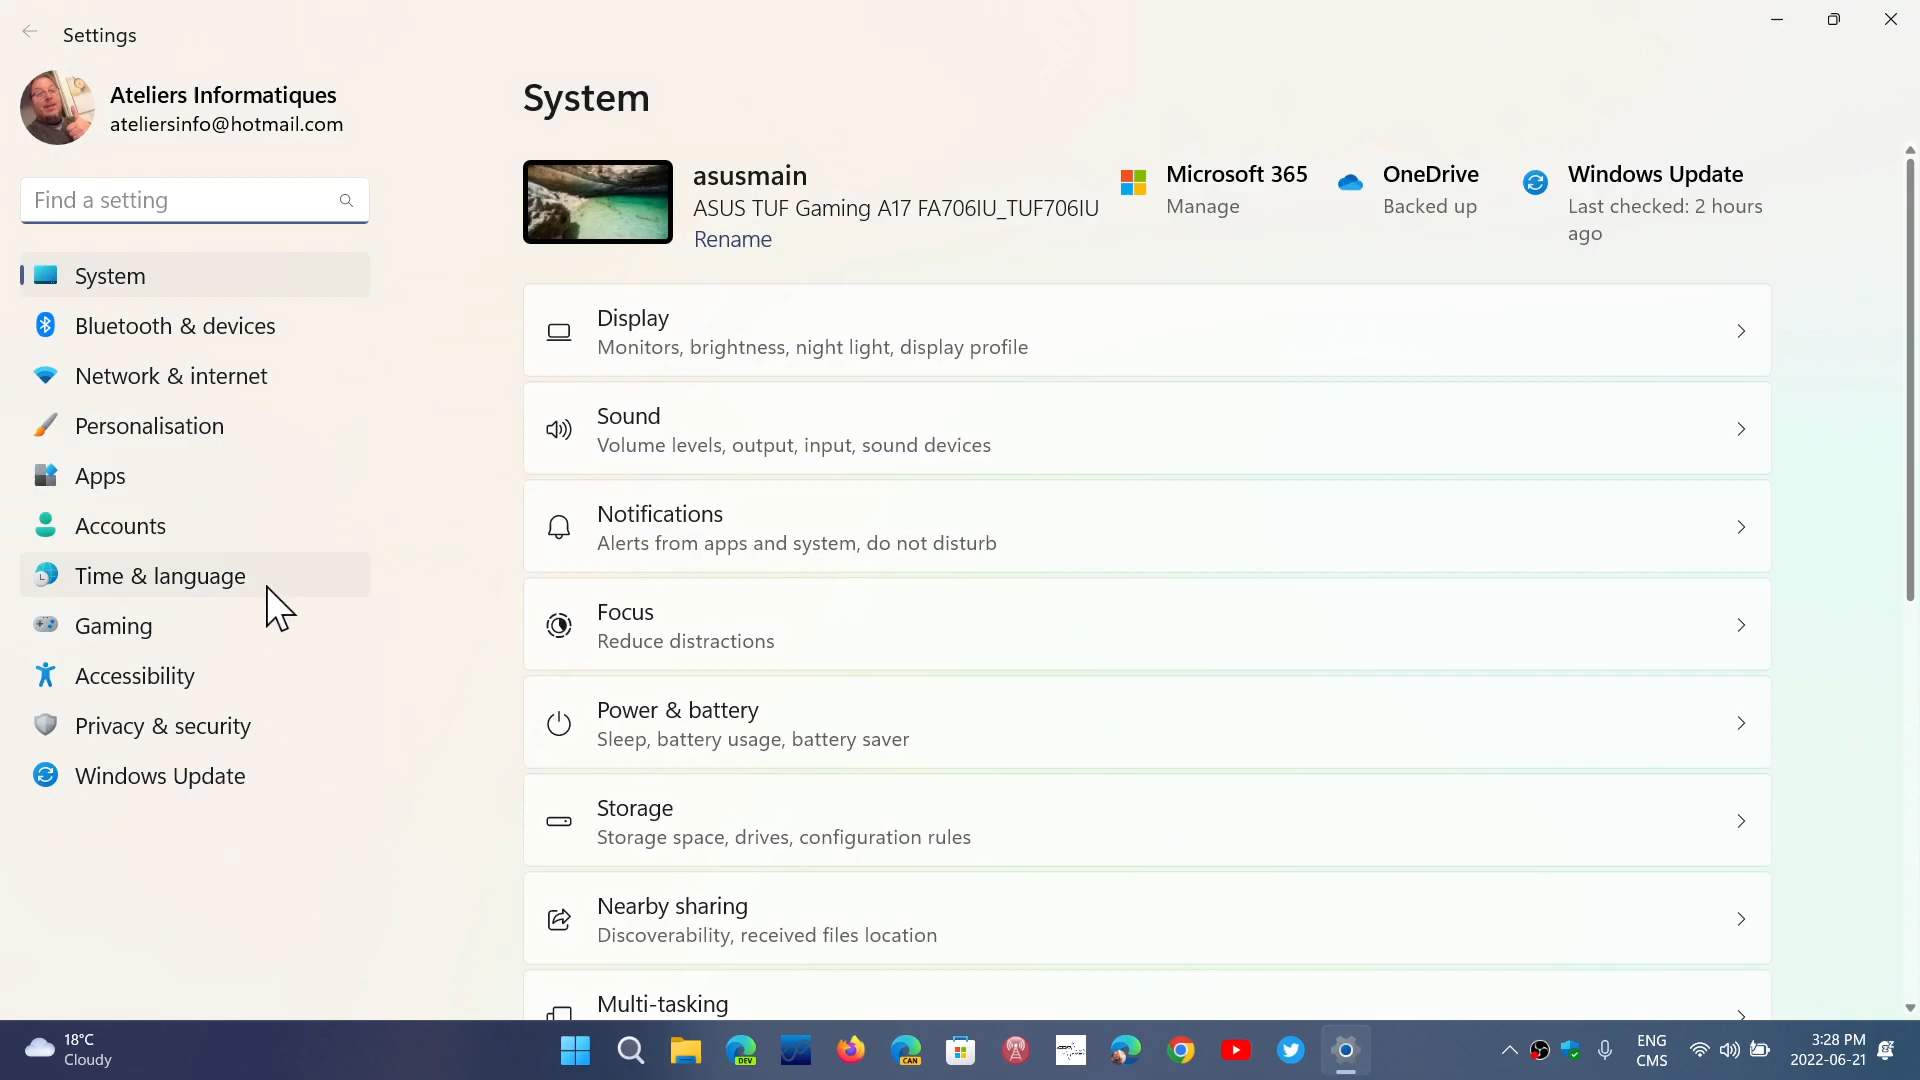 Settings
Ateliers Informatiques
ateliersinfo@hotmail.com
Find a setting
System
Bluetooth & devices
Network & internet
Personalisation
Apps
Accounts
Time & language
Gaming
Accessibility
Privacy & security
Windows Update
System
asusmain
ASUS TUF Gaming A17 FA706IU_TUF706IU
Rename
Microsoft 365
Manage
OneDrive
Backed up
Windows Update
Last checked: 2 hours
ago
Display
Monitors, brightness, night light, display profile
Sound
Volume levels, output, input, sound devices
Notifications
Alerts from apps and system, do not disturb
Focus
Reduce distractions
Power & battery
Sleep, battery usage, battery saver
Storage
Storage space, drives, configuration rules
Nearby sharing
Discoverability, received files location
Multi-tasking
18°C
Cloudy
DEV
CAN
ENG
CMS
3:28 PM
2022-06-21